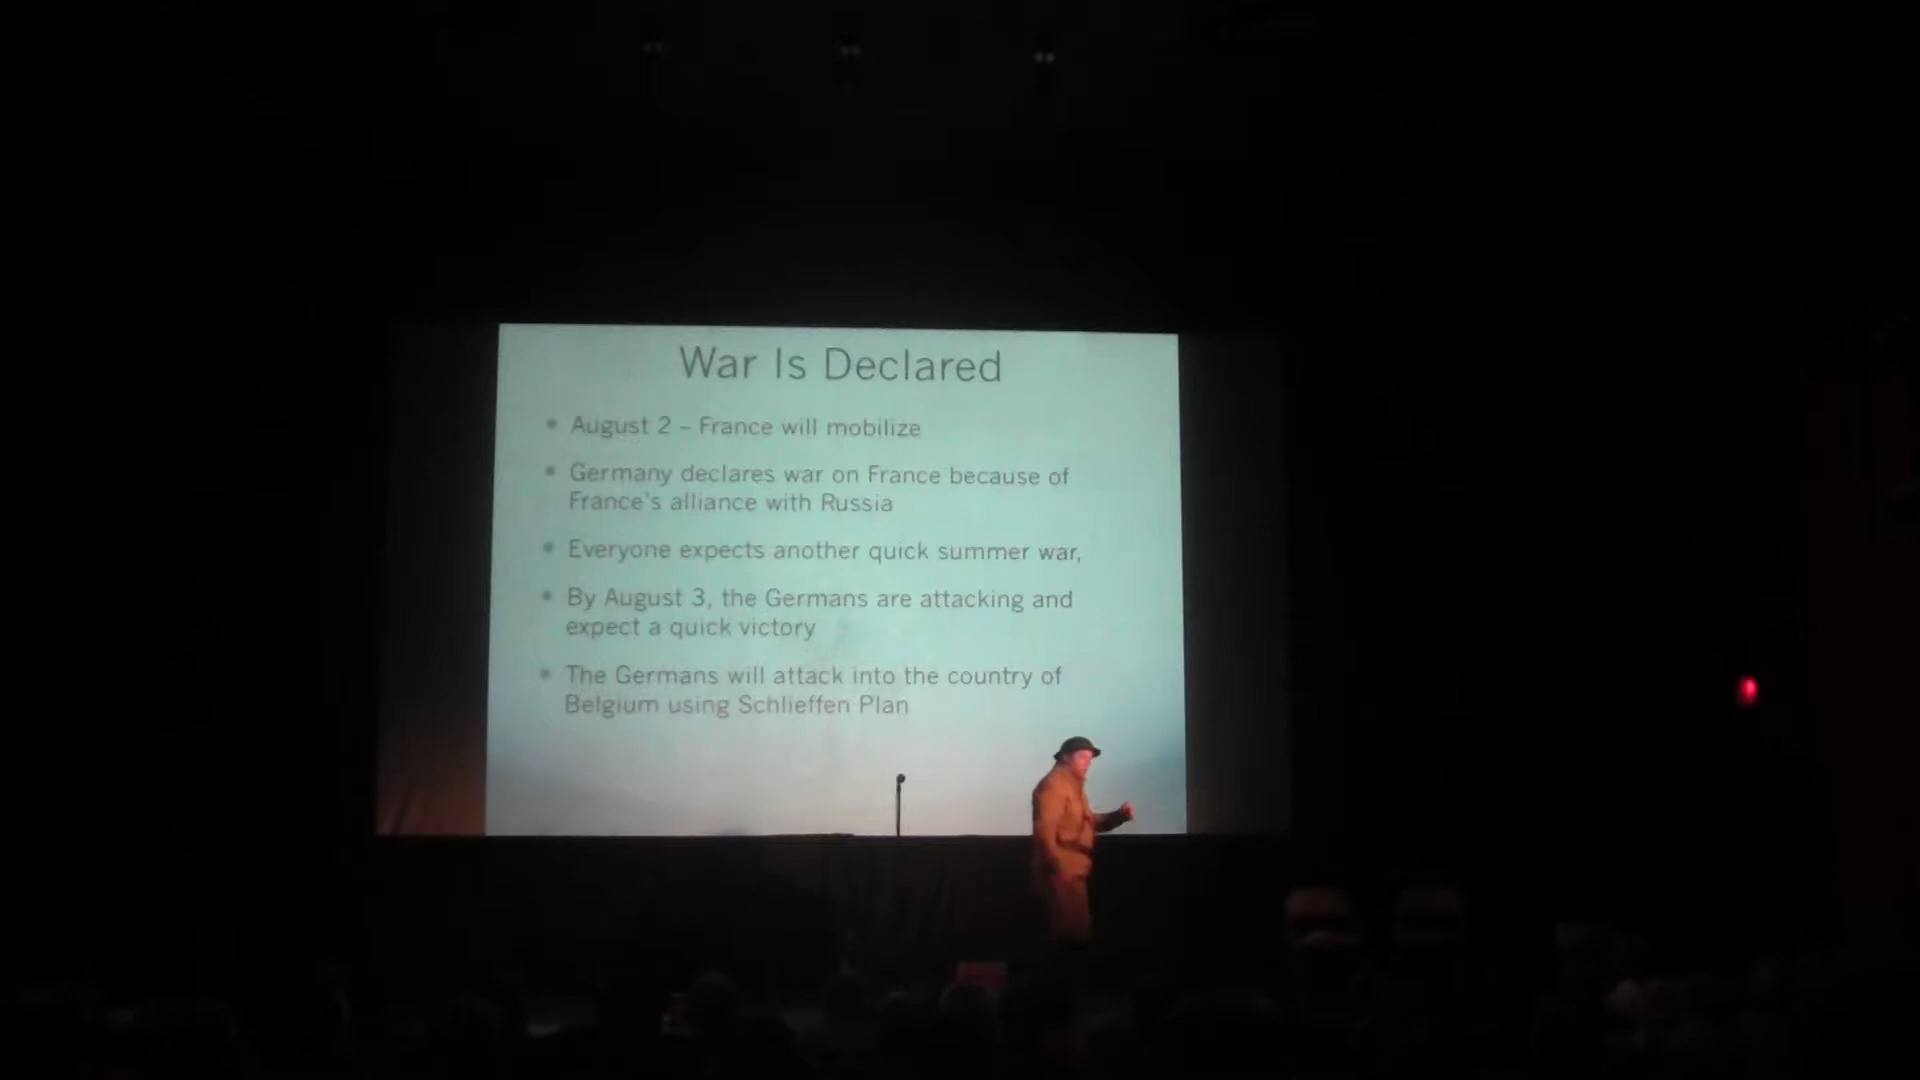 War Is Declared
• August 2 – France will mobilize
• Germany declares war on France because of
France's alliance with Russia
• Everyone expects another quick summer war,
• By August 3, the Germans are attacking and
expect a quick victory
• The Germans will attack into the country of
Belgium using Schlieffen Plan